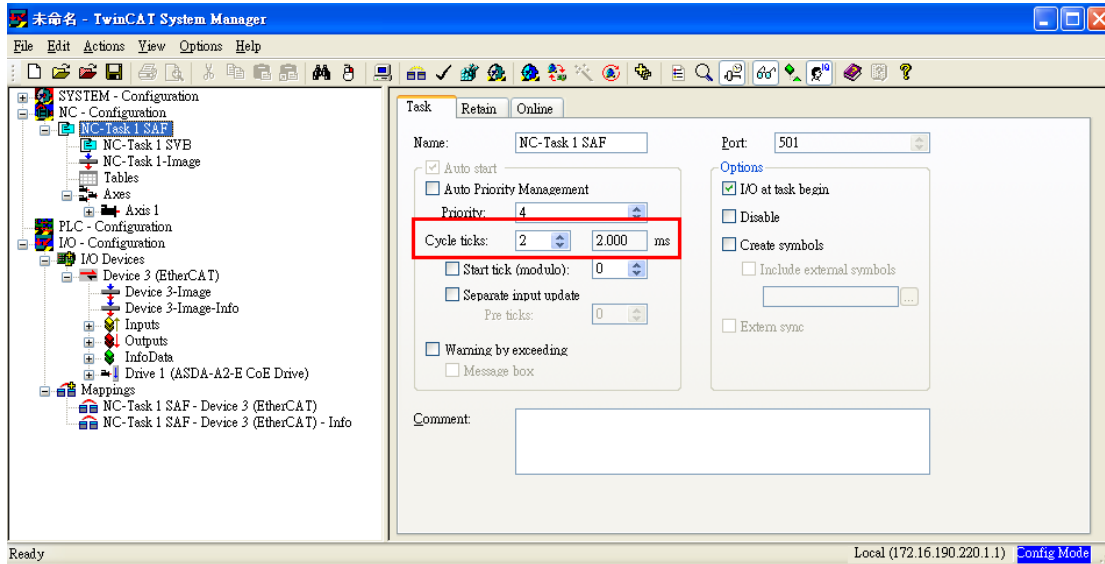 未命名 - TwinCAT System Manager
File Edit Actions View Options Help
SYSTEM - Configuration
NC - Configuration
NC-Task 1 SAF
NC-Task 1 SVB
NC-Task 1-Image
Tables
Axes
Axis 1
PLC - Configuration
I/O - Configuration
I/O Devices
Device 3 (EtherCAT)
Device 3-Image
Device 3-Image-Info
Inputs
Outputs
InfoData
Drive 1 (ASDA-A2-E CoE Drive)
Mappings
NC-Task 1 SAF - Device 3 (EtherCAT)
NC-Task 1 SAF - Device 3 (EtherCAT) - Info
Task Retain Online
Name: NC-Task 1 SAF Port: 501
Auto start
Auto Priority Management
Priority: 4
Cycle ticks: 2 2.000 ms
Start tick (modulo): 0
Separate input update
Pre ticks: 0
Warning by exceeding
Message box
Options
I/O at task begin
Disable
Create symbols
Include external symbols
...
Extern sync
Comment:
Ready Local (172.16.190.220.1.1) Config Mode